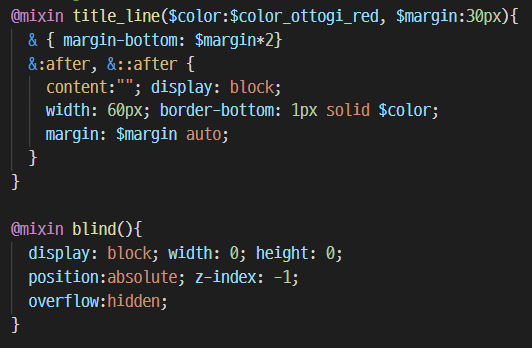 @mixin title_line($color:$color_ottogi_red, $margin:30px){
& { margin-bottom: $margin*2}
&:after, &::after {
content:""; display: block;
width: 60px; border-bottom: 1px solid $color;
margin: $margin auto;
}
}
@mixin blind(){
display: block; width: 0; height: 0;
position:absolute; z-index: -1;
overflow:hidden;
}